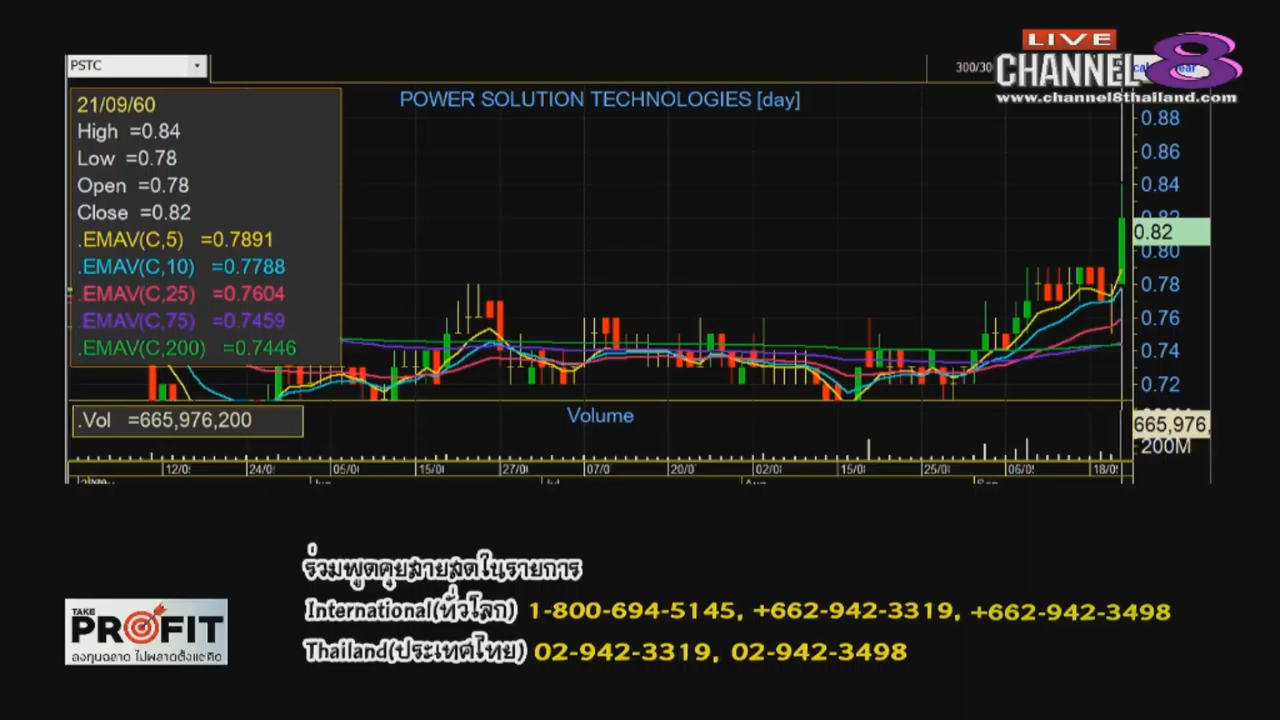 PSTC
300/30
LIVE
CHANNEL 8
www.channel8thailand.com
POWER SOLUTION TECHNOLOGIES [day]
21/09/60
High =0.84
Low =0.78
Open =0.78
Close =0.82
.EMAV(C,5) =0.7891
.EMAV(C,10) =0.7788
.EMAV(C,25) =0.7604
.EMAV(C,75) =0.7459
.EMAV(C,200) =0.7446
0.88
0.86
0.84
0.82
0.82
0.80
0.78
0.76
0.74
0.72
.Vol =665,976,200
Volume
665,976,
200M
12/0 24/0 05/0 15/0 27/0 07/0 20/0 02/0 15/0 25/0 06/0 18/0
ร่วมพูดคุยสายสดในรายการ
International(ทั่วโลก) 1-800-694-5145, +662-942-3319, +662-942-3498
Thailand(ประเทศไทย) 02-942-3319, 02-942-3498
TAKE
PROFIT
ลงทุนฉลาด ไม่พลาดตั้งแต่คิด